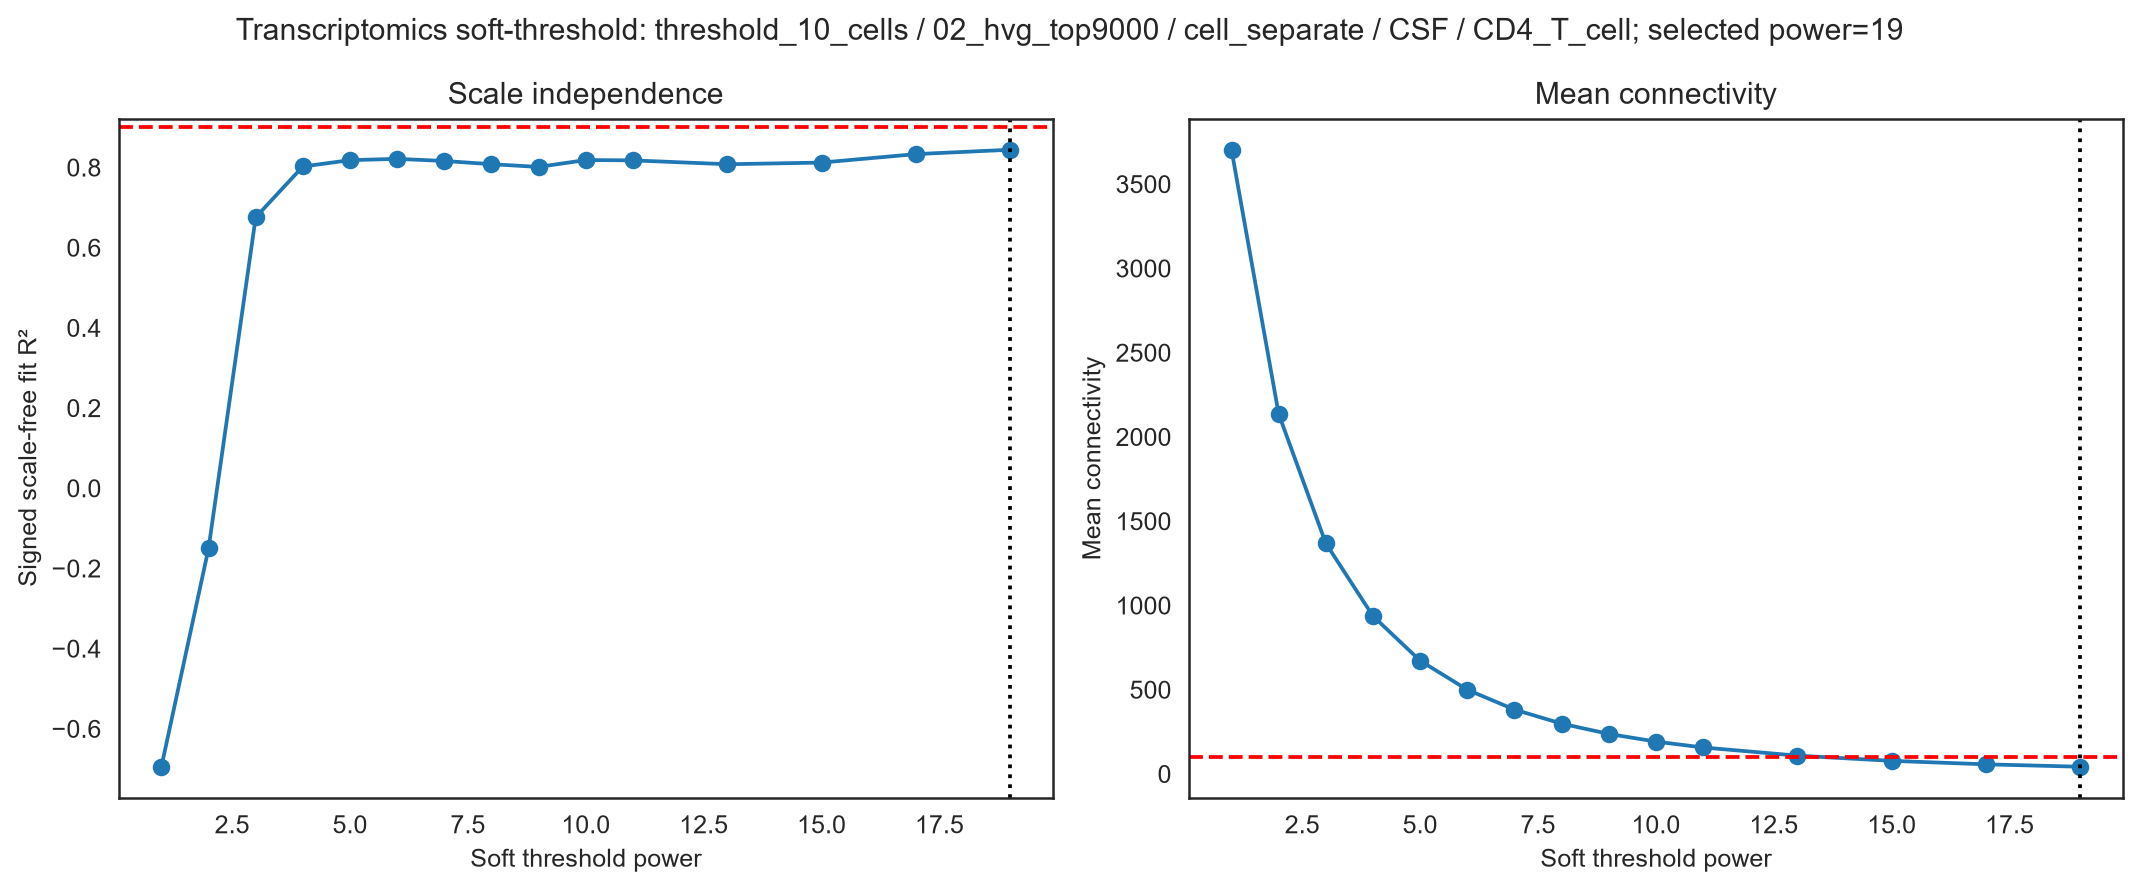 Transcriptomics soft-threshold: threshold_10_cells / 02_hvg_top9000 / cell_separate / CSF / CD4_T_cell; selected power=19
Scale independence
Signed scale-free fit R²
0.8
0.6
0.4
0.2
0.0
−0.2
−0.4
−0.6
2.5 5.0 7.5 10.0 12.5 15.0 17.5
Soft threshold power
Mean connectivity
Mean connectivity
3500
3000
2500
2000
1500
1000
500
0
2.5 5.0 7.5 10.0 12.5 15.0 17.5
Soft threshold power